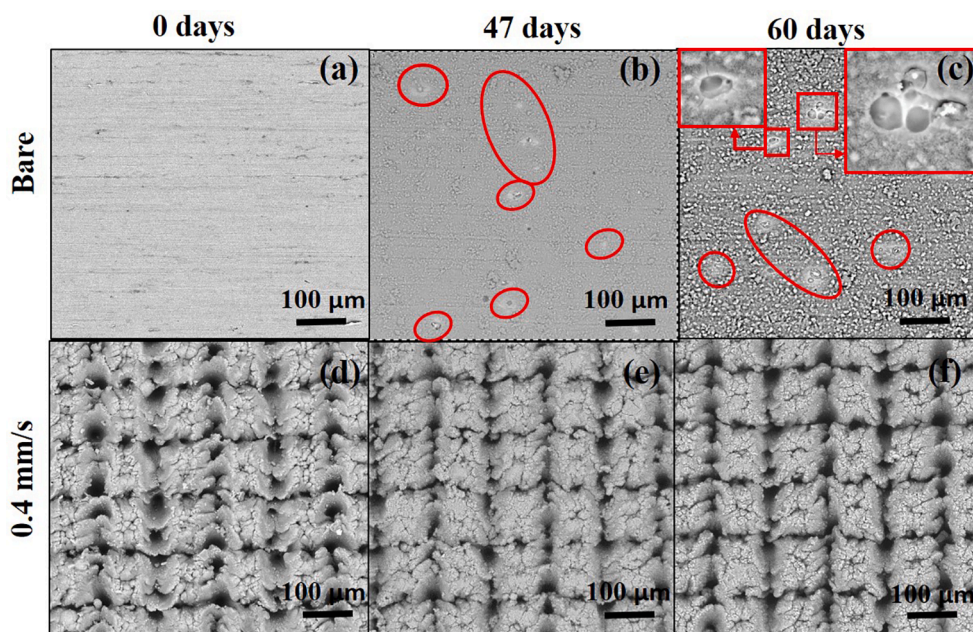 0 days 47 days 60 days
Bare
(a) (b) (c)
100 µm 100 µm 100 µm
0.4 mm/s
(d) (e) (f)
100 µm 100 µm 100 µm